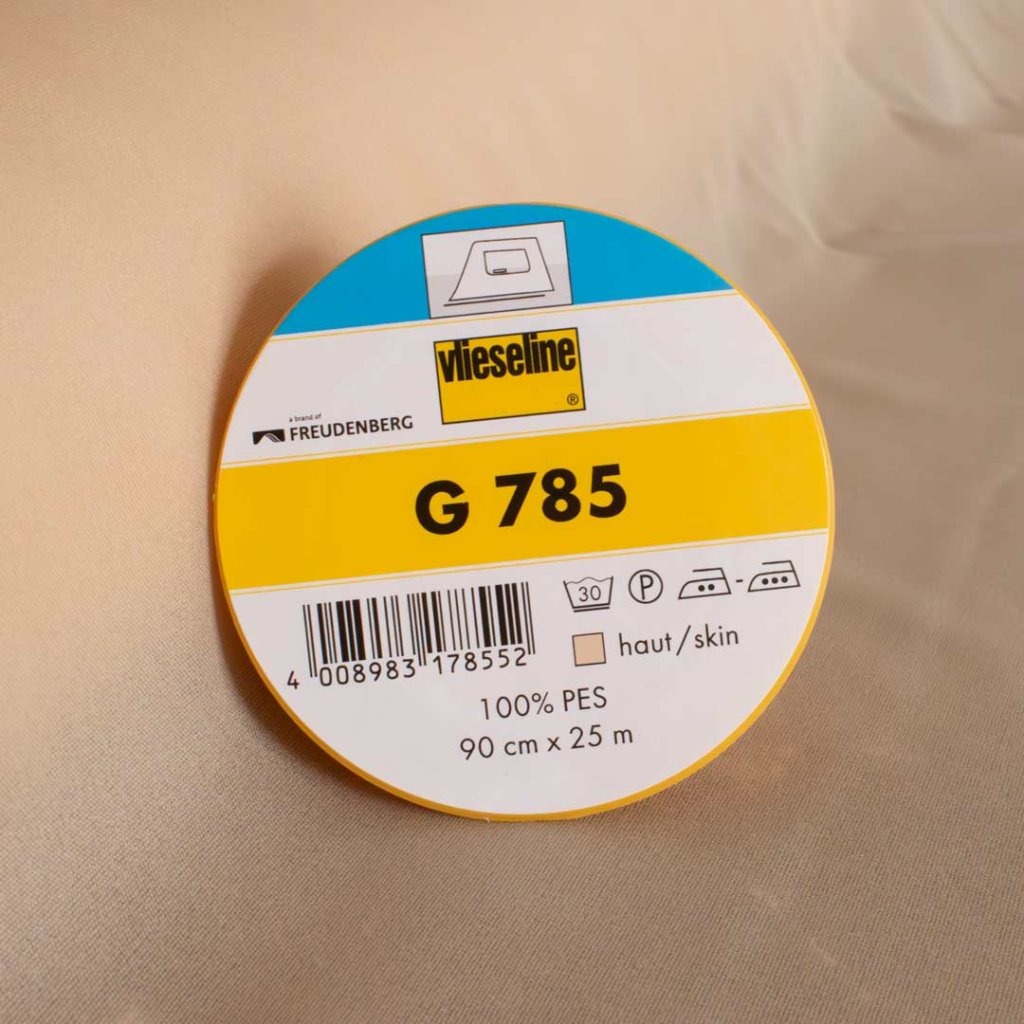 vlieseline
®
a brand of
FREUDENBERG
G 785
30 P
haut/skin
4 008983 178552
100% PES
90 cm x 25 m